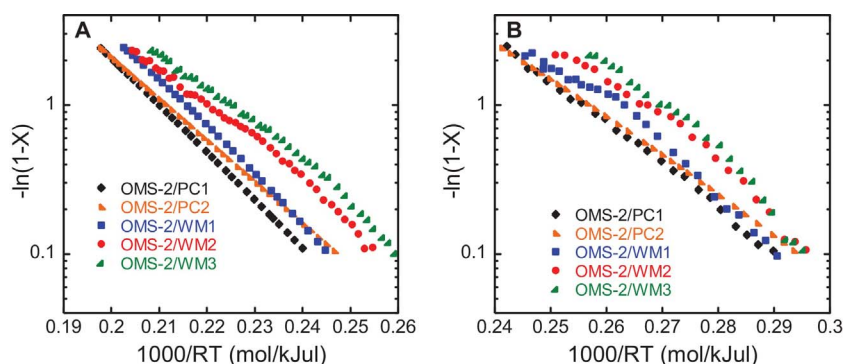 A
-ln(1-X)
1
0.1
OMS-2/PC1
OMS-2/PC2
OMS-2/WM1
OMS-2/WM2
OMS-2/WM3
0.19 0.2 0.21 0.22 0.23 0.24 0.25 0.26
1000/RT (mol/kJul)
B
-ln(1-X)
1
0.1
OMS-2/PC1
OMS-2/PC2
OMS-2/WM1
OMS-2/WM2
OMS-2/WM3
0.24 0.25 0.26 0.27 0.28 0.29 0.3
1000/RT (mol/kJul)